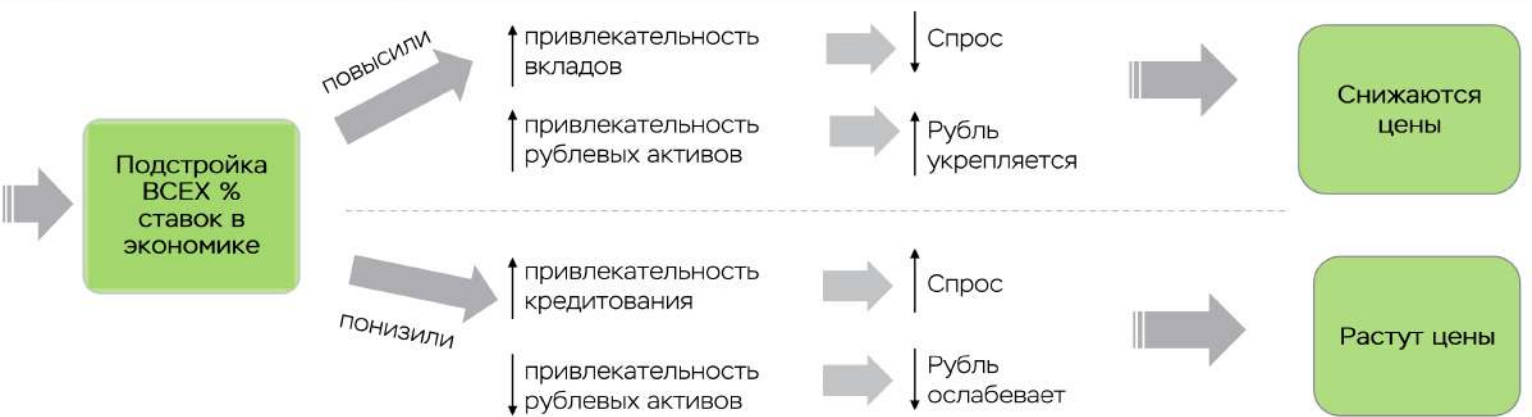 Подстройка
ВСЕХ %
ставок в
экономике
ПОВЫСИЛИ
привлекательность
вкладов
Спрос
привлекательность
рублевых активов
Рубль
укрепляется
Снижаются
цены
ПОНИЗИЛИ
привлекательность
кредитования
Спрос
привлекательность
рублевых активов
Рубль
ослабевает
Растут цены